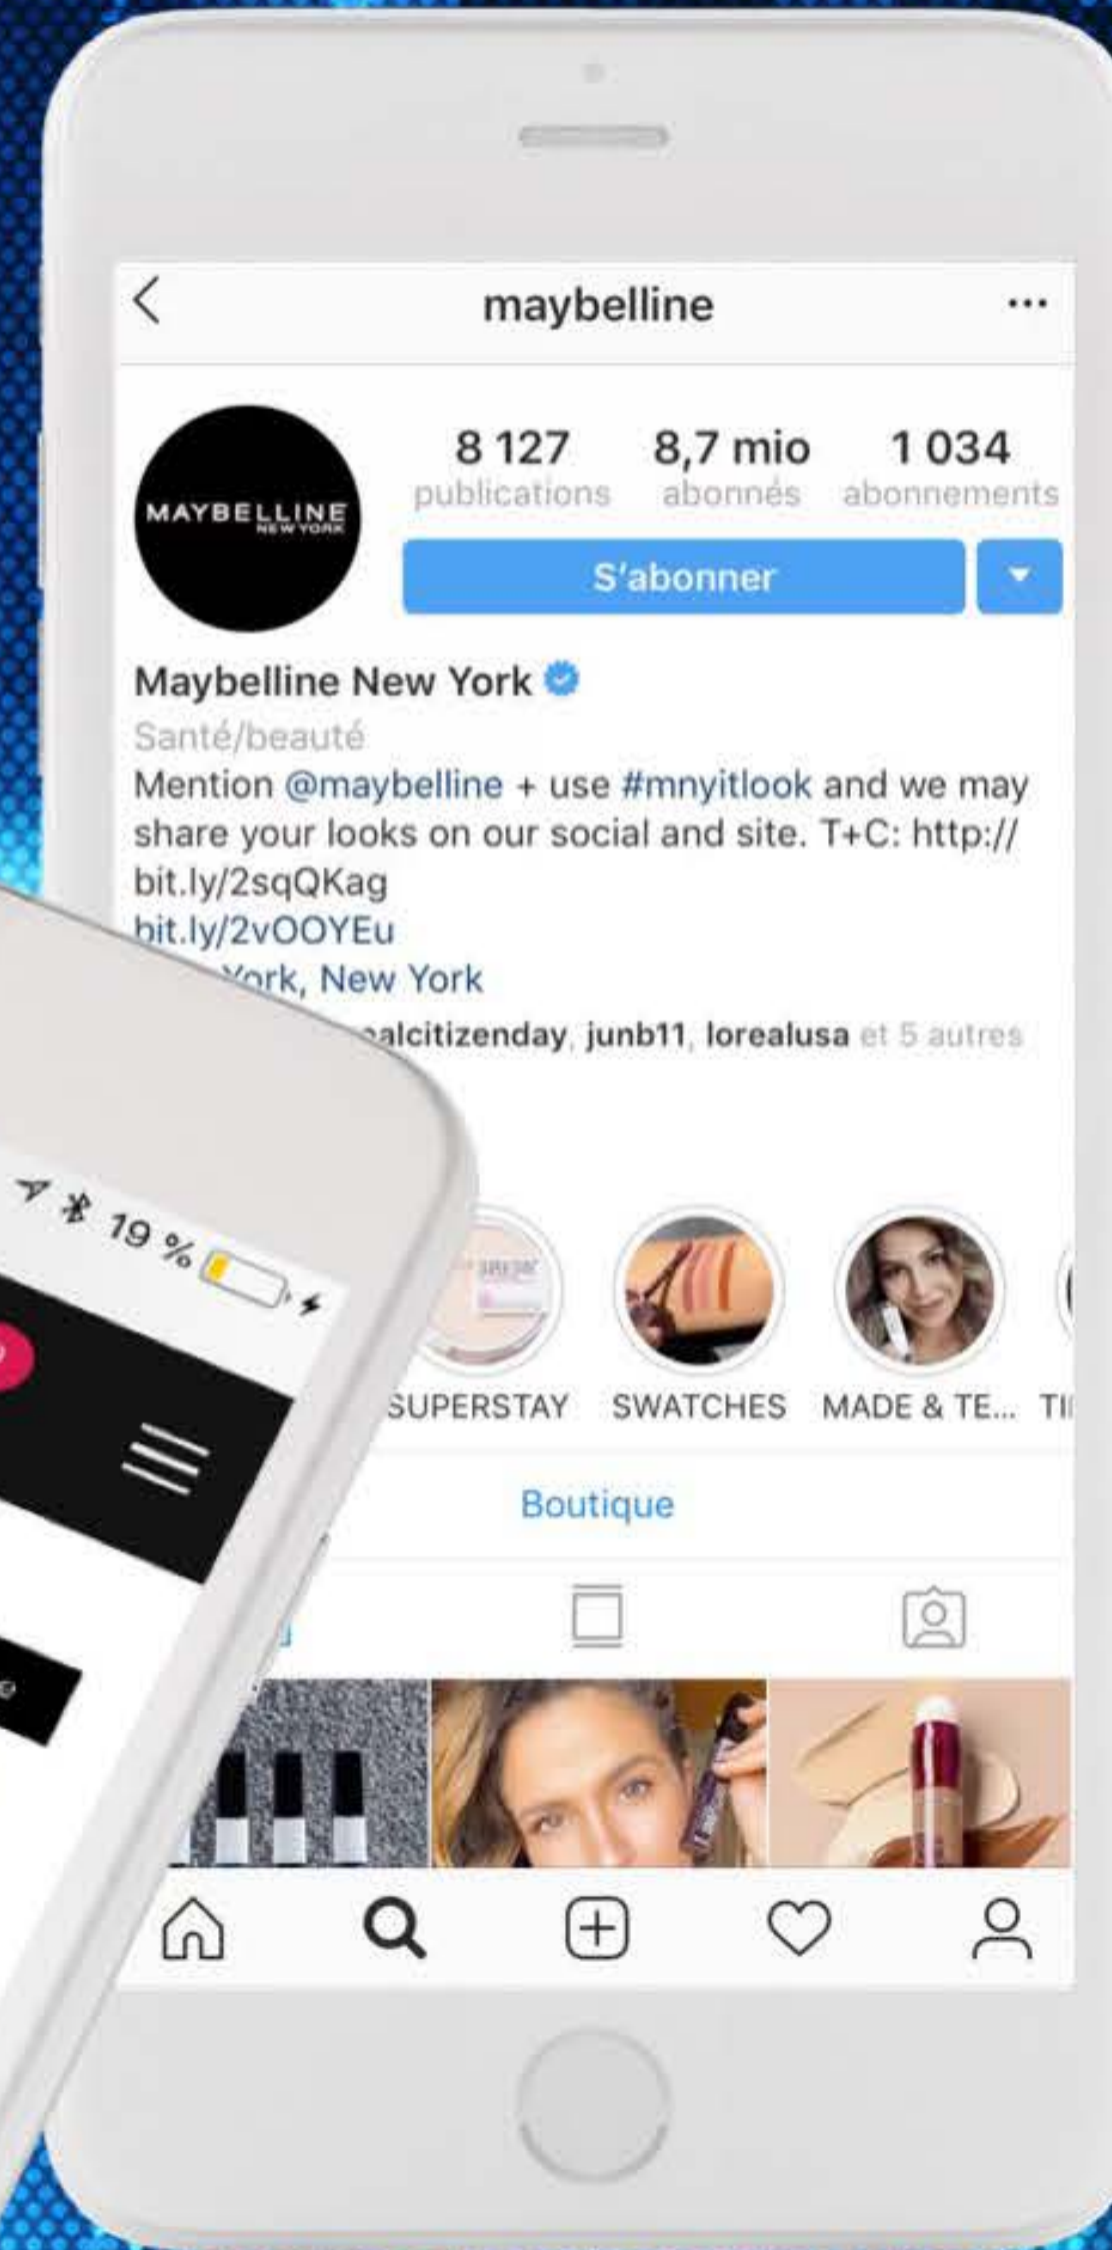 maybelline
MAYBELLINE
NEW YORK
8 127 8,7 mio 1 034
publications abonnés abonnements
S'abonner
Maybelline New York
Santé/beauté
Mention @maybelline + use #mnyitlook and we may
share your looks on our social and site. T+C: http://
bit.ly/2sqQKag
bit.ly/2vOOYEu
York, New York
alcitizenday, junb11, lorealusa et 5 autres
19 %
SUPERSTAY SWATCHES MADE & TE... TI
Boutique